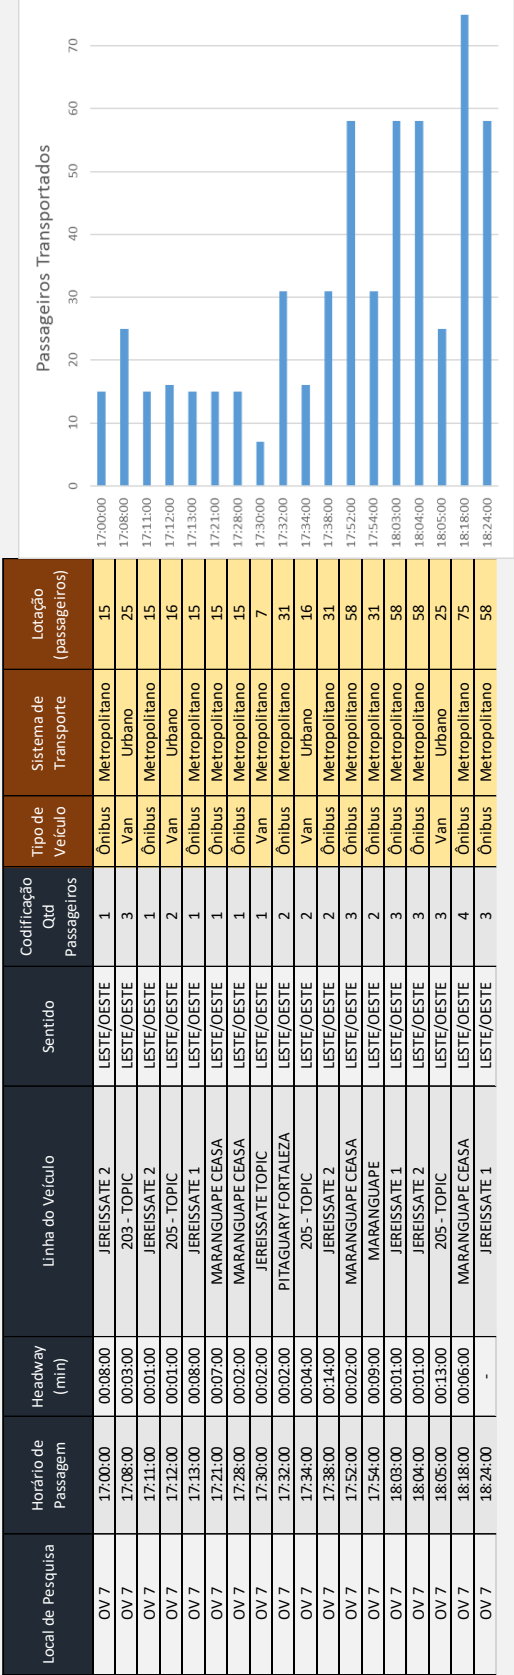 Local de Pesquisa Horário de Passagem Headway (min) Linha do Veículo Sentido Codificação Qtd Passageiros Tipo de Veículo Sistema de Transporte Lotação (passageiros)
OV 7 17:00:00 00:08:00 JEREISSATE 2 LESTE/OESTE 1 Ônibus Metropolitano 15
OV 7 17:08:00 00:03:00 203 - TOPIC LESTE/OESTE 3 Van Urbano 25
OV 7 17:11:00 00:01:00 JEREISSATE 2 LESTE/OESTE 1 Ônibus Metropolitano 15
OV 7 17:12:00 00:01:00 205 - TOPIC LESTE/OESTE 2 Van Urbano 16
OV 7 17:13:00 00:08:00 JEREISSATE 1 LESTE/OESTE 1 Ônibus Metropolitano 15
OV 7 17:21:00 00:07:00 MARANGUAPE CEASA LESTE/OESTE 1 Ônibus Metropolitano 15
OV 7 17:28:00 00:02:00 MARANGUAPE CEASA LESTE/OESTE 1 Ônibus Metropolitano 15
OV 7 17:30:00 00:02:00 JEREISSATE TOPIC LESTE/OESTE 1 Van Metropolitano 7
OV 7 17:32:00 00:02:00 PITAGUARY FORTALEZA LESTE/OESTE 2 Ônibus Metropolitano 31
OV 7 17:34:00 00:04:00 205 - TOPIC LESTE/OESTE 2 Van Urbano 16
OV 7 17:38:00 00:14:00 JEREISSATE 2 LESTE/OESTE 2 Ônibus Metropolitano 31
OV 7 17:52:00 00:02:00 MARANGUAPE CEASA LESTE/OESTE 3 Ônibus Metropolitano 58
OV 7 17:54:00 00:09:00 MARANGUAPE LESTE/OESTE 2 Ônibus Metropolitano 31
OV 7 18:03:00 00:01:00 JEREISSATE 1 LESTE/OESTE 3 Ônibus Metropolitano 58
OV 7 18:04:00 00:01:00 JEREISSATE 2 LESTE/OESTE 3 Ônibus Metropolitano 58
OV 7 18:05:00 00:13:00 205 - TOPIC LESTE/OESTE 3 Van Urbano 25
OV 7 18:18:00 00:06:00 MARANGUAPE CEASA LESTE/OESTE 4 Ônibus Metropolitano 75
OV 7 18:24:00 - JEREISSATE 1 LESTE/OESTE 3 Ônibus Metropolitano 58
Passageiros Transportados
0 10 20 30 40 50 60 70
17:00:00
17:08:00
17:11:00
17:12:00
17:13:00
17:21:00
17:28:00
17:30:00
17:32:00
17:34:00
17:38:00
17:52:00
17:54:00
18:03:00
18:04:00
18:05:00
18:18:00
18:24:00